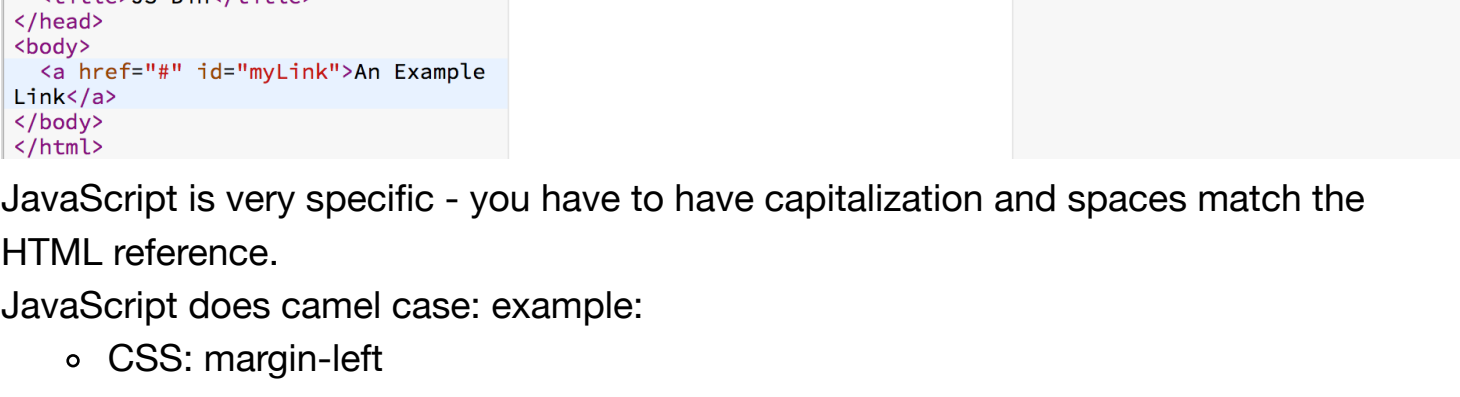 </head>
<body>
<a href="#" id="myLink">An Example
Link</a>
</body>
</html>
JavaScript is very specific - you have to have capitalization and spaces match the
HTML reference.
JavaScript does camel case: example:
CSS: margin-left